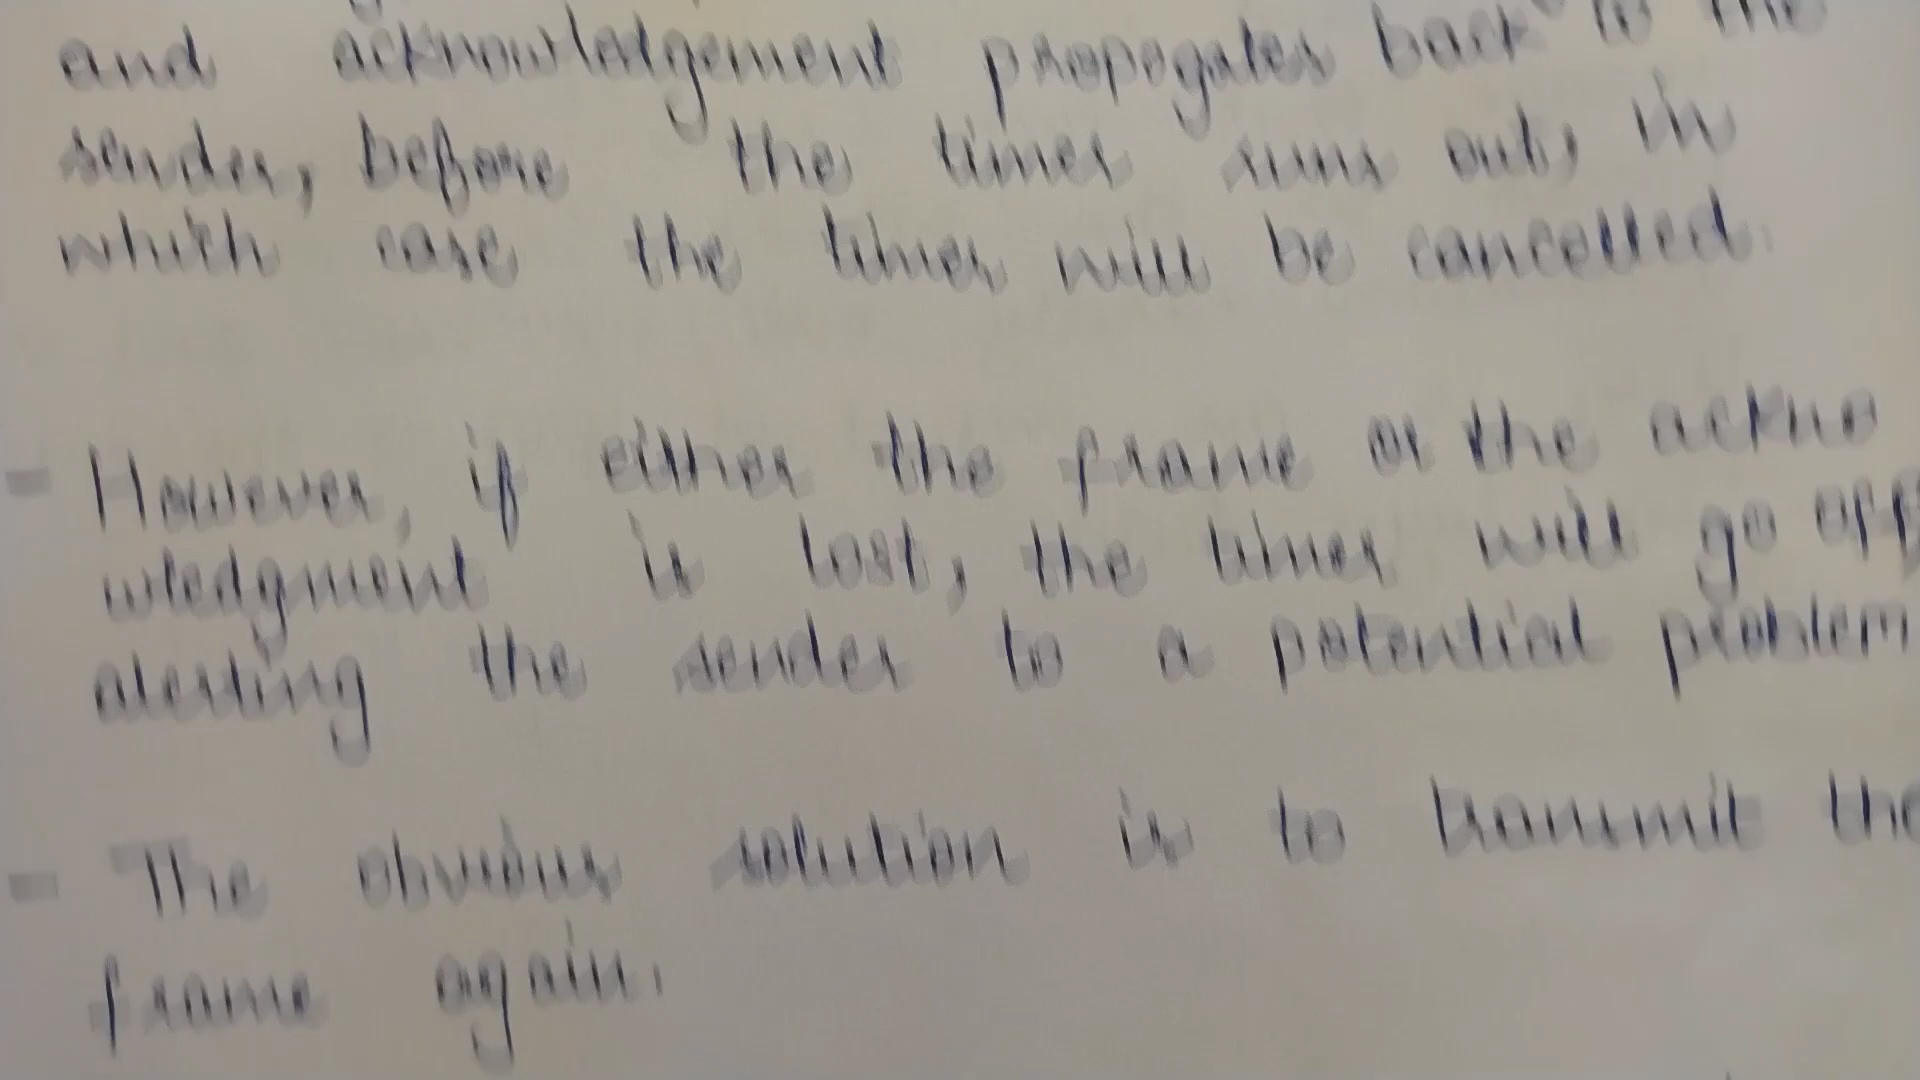 and acknowledgement propogates back to the
sender, before the timer runs out, in
which case the timer will be cancelled.
- However, if either the frame or the ackno
wledgment is lost, the timer will go off
alerting the sender to a potential problem
- The obvious solution is to transmit the
frame again.